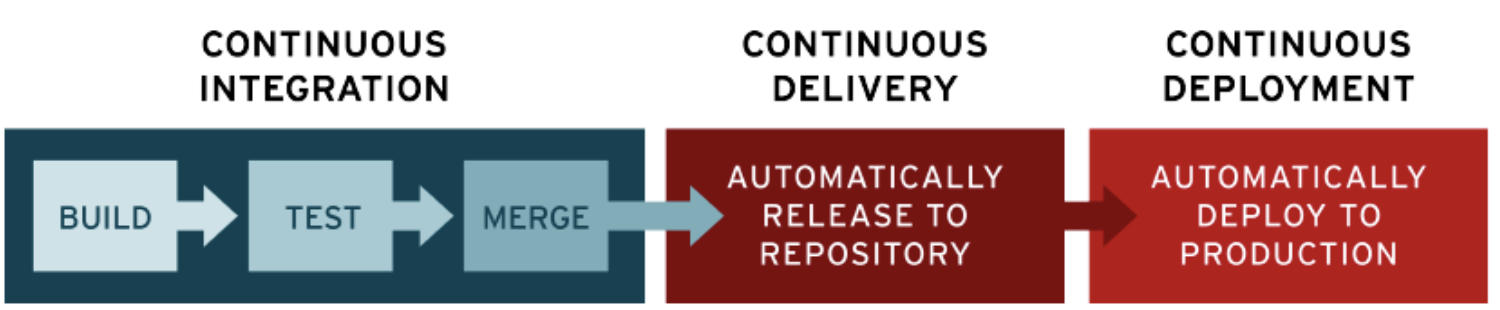 CONTINUOUS
INTEGRATION
CONTINUOUS
DELIVERY
CONTINUOUS
DEPLOYMENT
BUILD
TEST
MERGE
AUTOMATICALLY
RELEASE TO
REPOSITORY
AUTOMATICALLY
DEPLOY TO
PRODUCTION